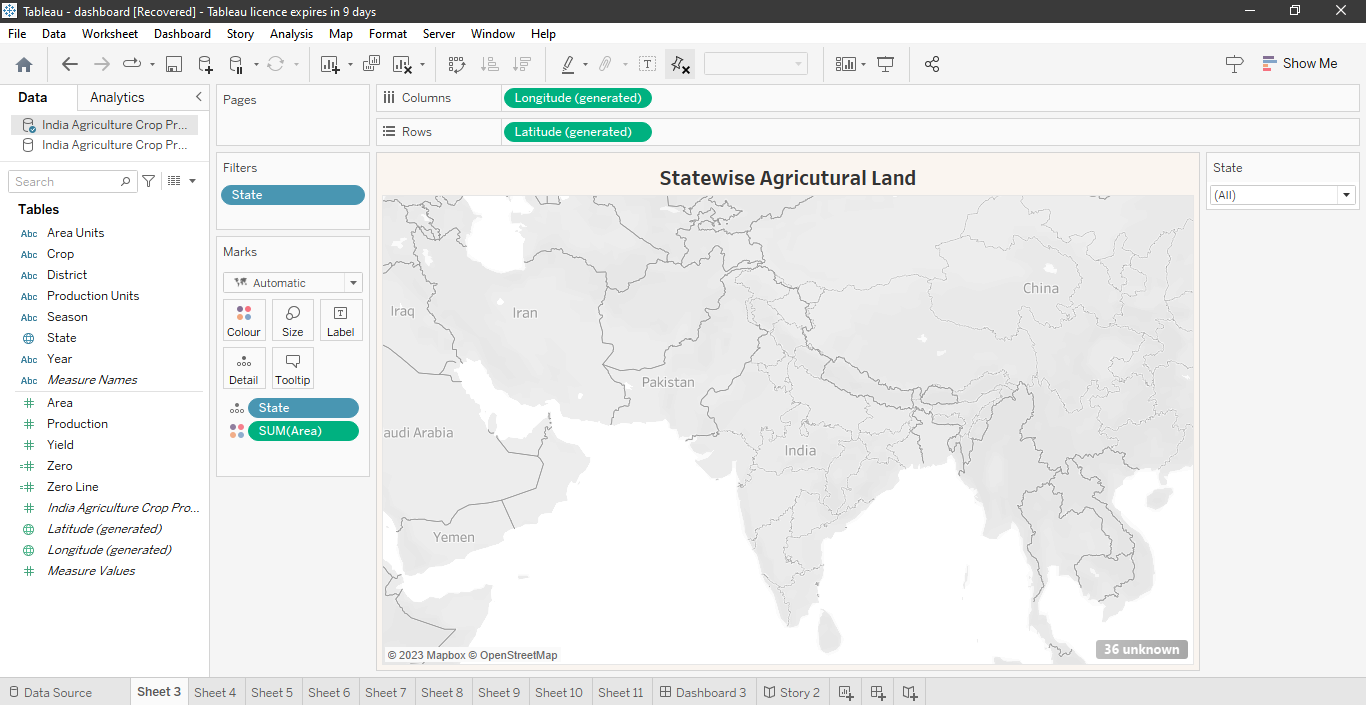 Tableau - dashboard [Recovered] - Tableau licence expires in 9 days
File Data Worksheet Dashboard Story Analysis Map Format Server Window Help
Show Me
Data Analytics
India Agriculture Crop Pr...
India Agriculture Crop Pr...
Search
Tables
Abc Area Units
Abc Crop
Abc District
Abc Production Units
Abc Season
State
Abc Year
Abc Measure Names
Area
Production
Yield
Zero
Zero Line
India Agriculture Crop Pro...
Latitude (generated)
Longitude (generated)
Measure Values
Pages
Filters
State
Marks
Automatic
Colour Size Label
Detail Tooltip
State
SUM(Area)
Columns Longitude (generated)
Rows Latitude (generated)
Statewise Agricutural Land
China
Iraq
Iran
Pakistan
audi Arabia
India
Yemen
© 2023 Mapbox © OpenStreetMap
36 unknown
State
(All)
Data Source Sheet 3 Sheet 4 Sheet 5 Sheet 6 Sheet 7 Sheet 8 Sheet 9 Sheet 10 Sheet 11 Dashboard 3 Story 2